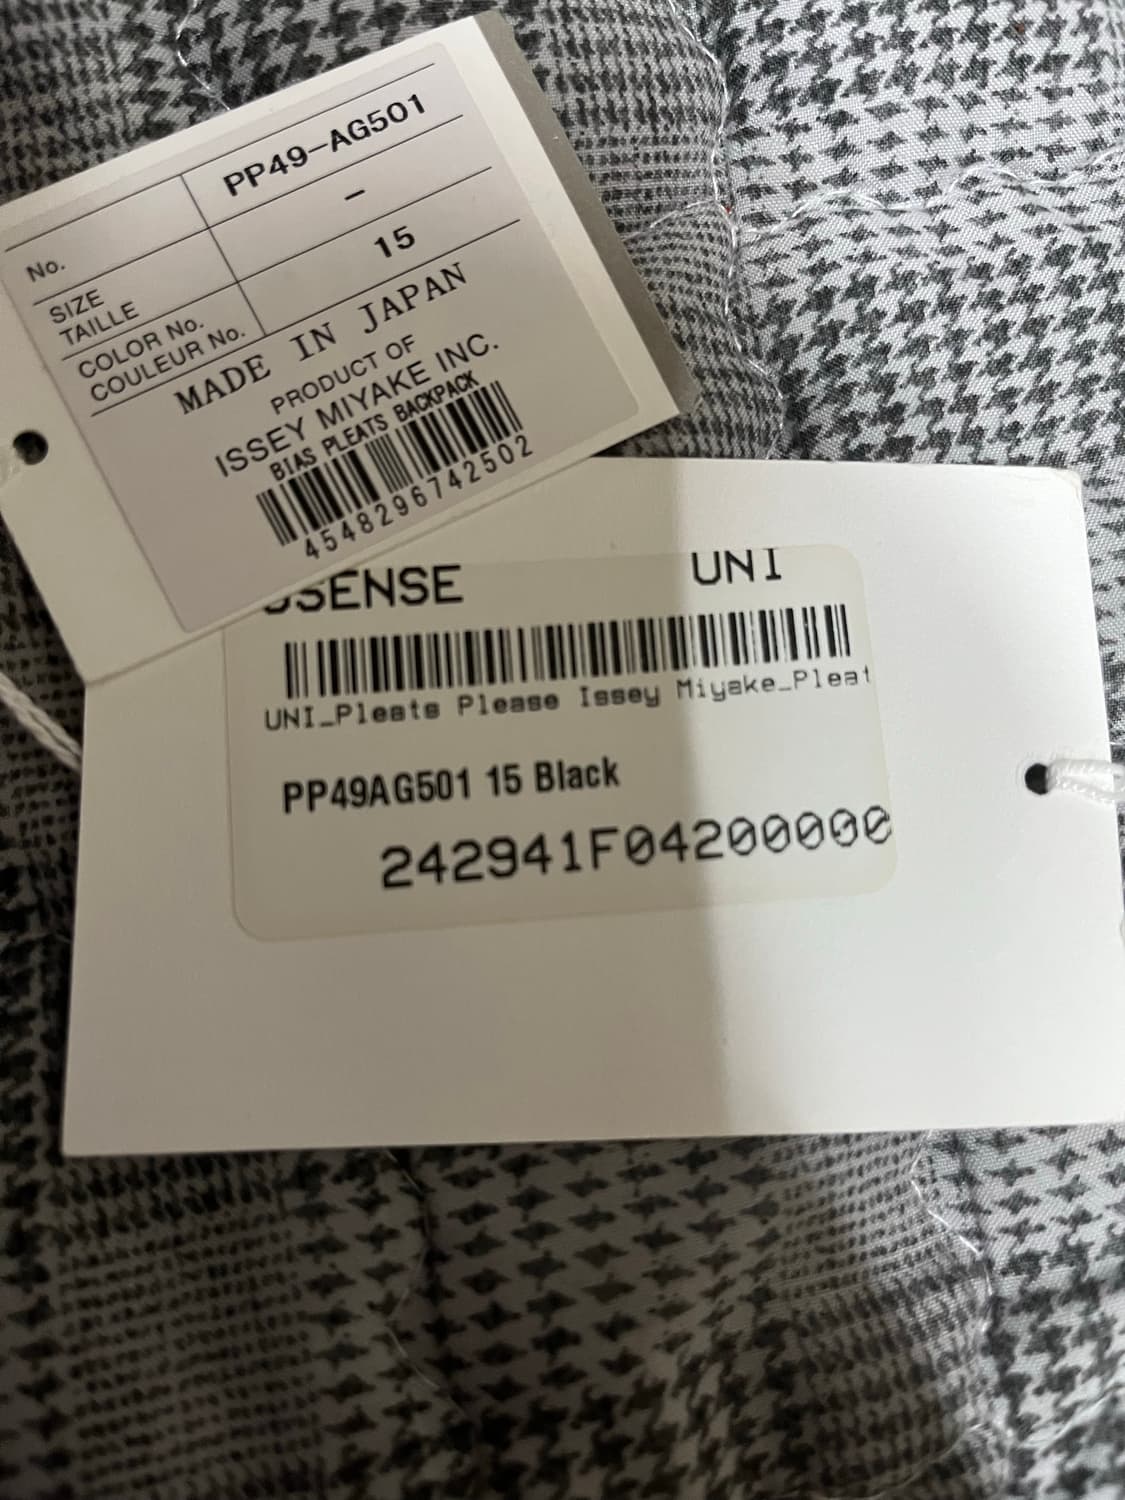 No. PP49-AG501
SIZE
TAILLE -
COLOR No.
COULEUR No. 15
MADE IN JAPAN
PRODUCT OF
ISSEY MIYAKE INC.
BIAS PLEATS BACKPACK
4548296742502
SSENSE UNI
UNI_Pleats Please Issey Miyake_Pleat
PP49AG501 15 Black
242941F04200000